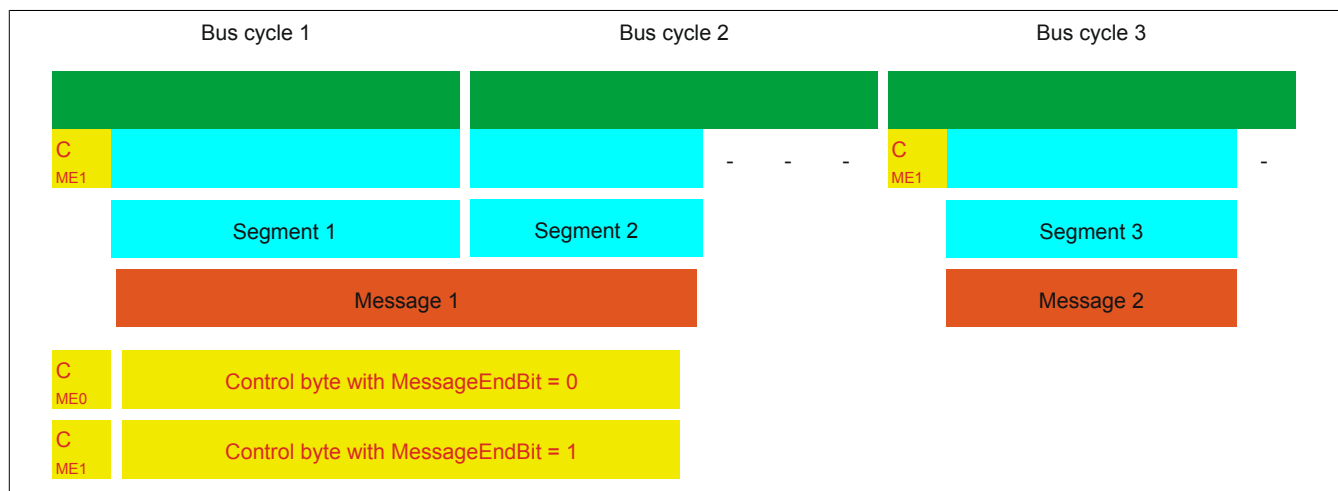 Bus cycle 1 Bus cycle 2 Bus cycle 3
C - - - C -
ME1 ME1
Segment 1 Segment 2 Segment 3
Message 1 Message 2
C
ME0
Control byte with MessageEndBit = 0
C
ME1
Control byte with MessageEndBit = 1